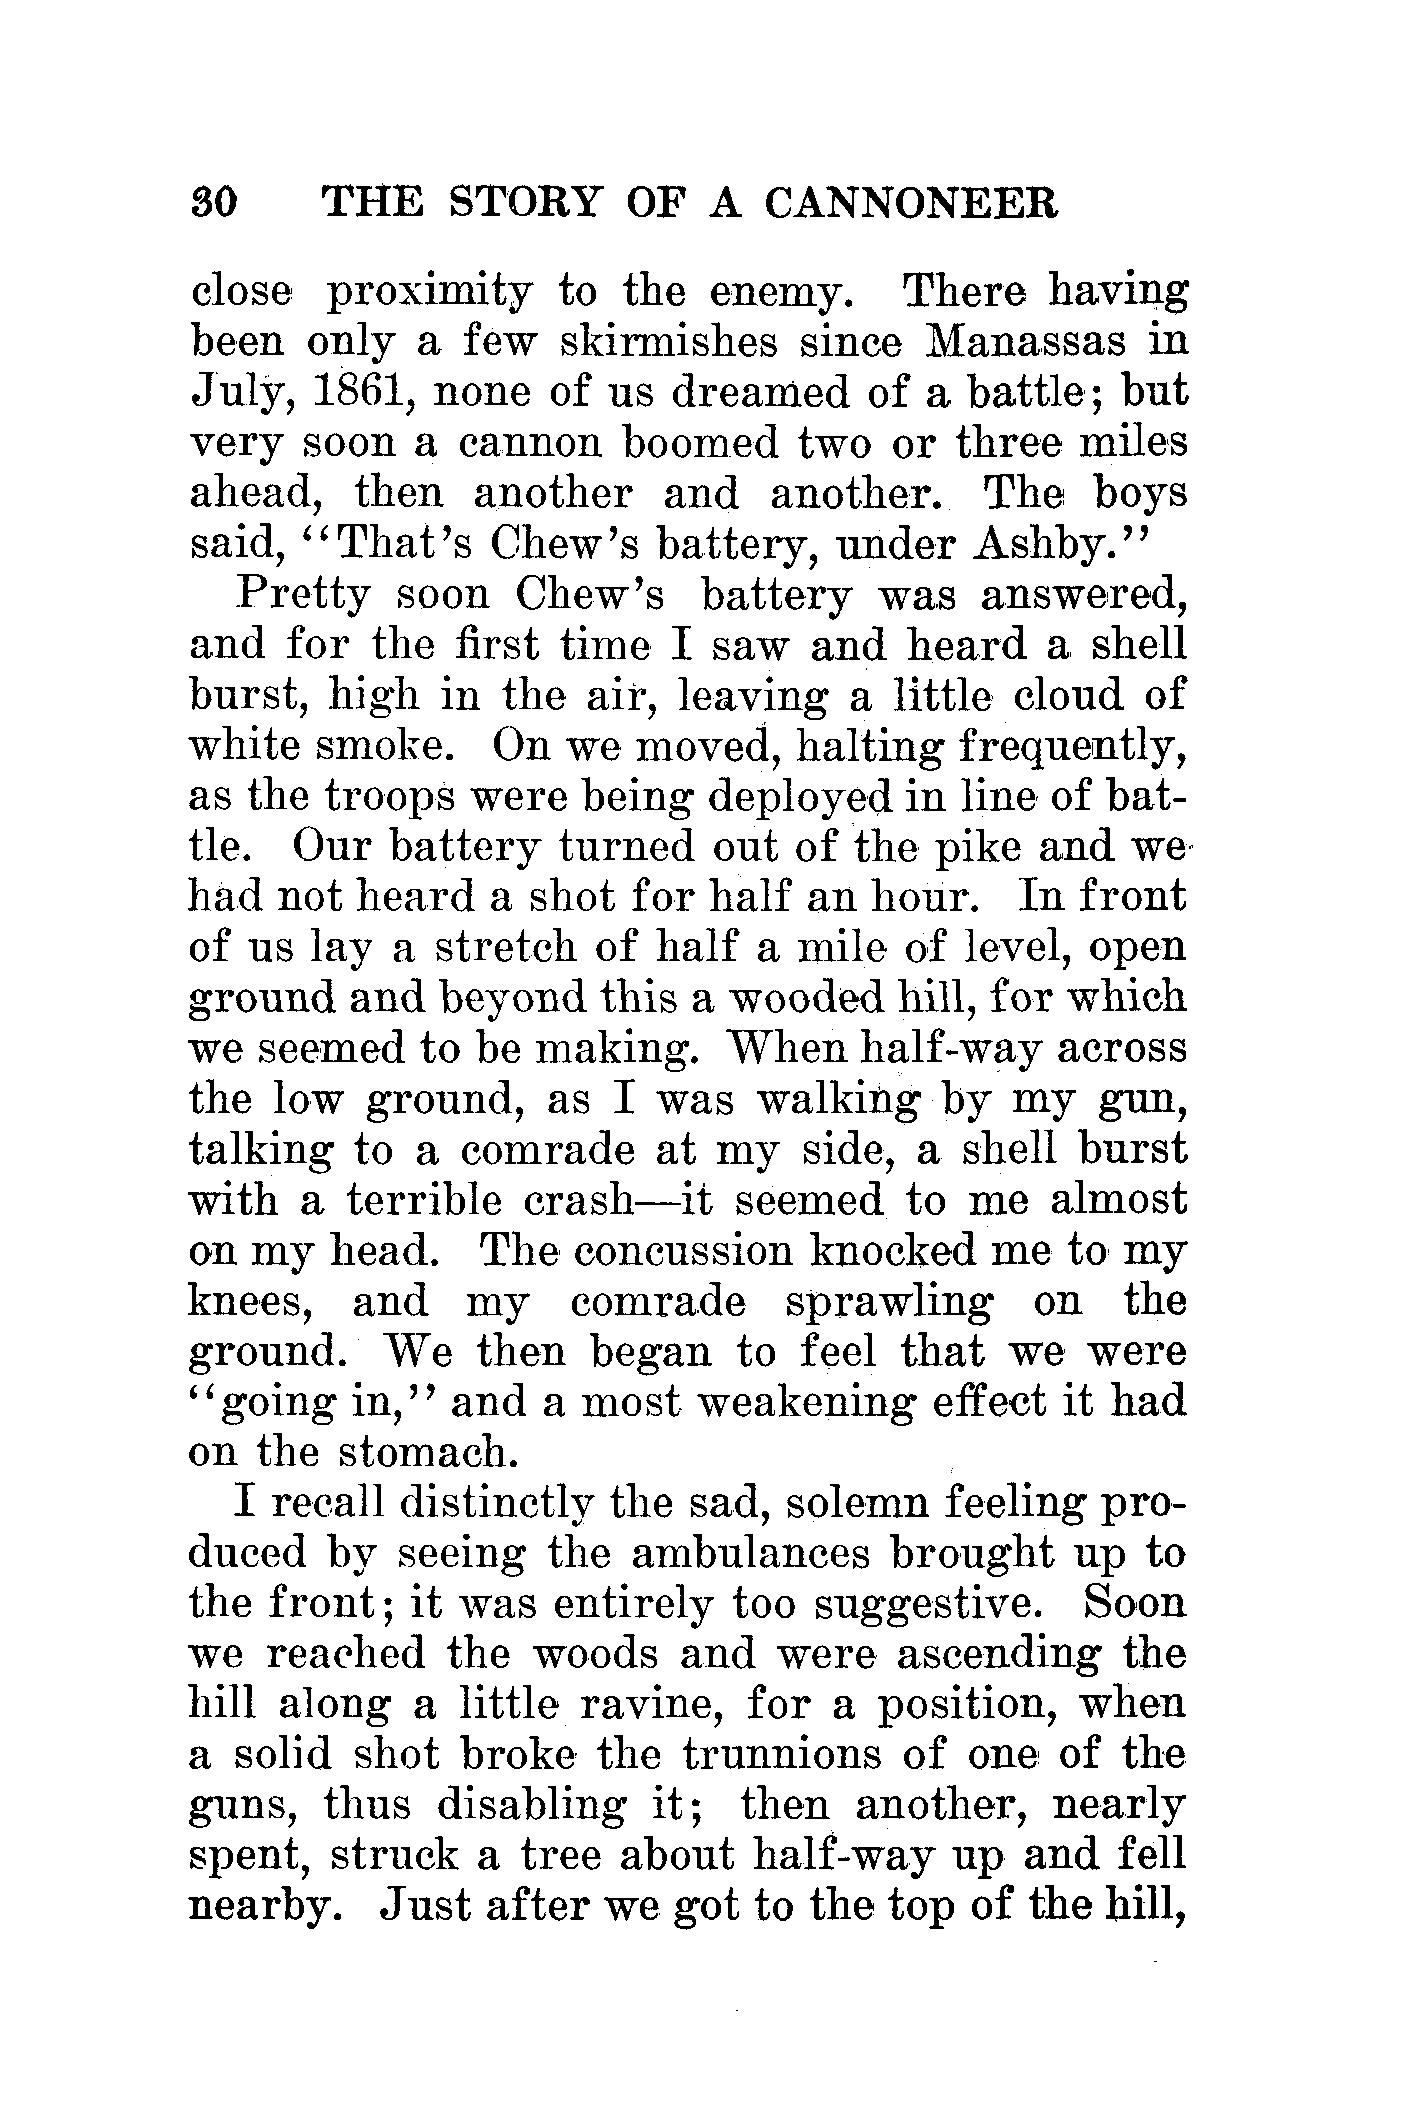 30 THE STORY OF A CANNONEER
close proximity to the enemy. There having
been only a few skirmishes since Manassas in
July, 1861, none of us dreamed of a battle; but
very soon a cannon boomed two or three miles
ahead, then another and another. The boys
said, "That's Chew's battery, under Ashby."
Pretty soon Chew's battery was answered,
and for the first time I saw and heard a shell
burst, high in the air, leaving a little cloud of
white smoke. On we moved, halting frequently,
as the troops were being deployed in line of bat-
tle. Our battery turned out of the pike and we
had not heard a shot for half an hour. In front
of us lay a stretch of half a mile of level, open
ground and beyond this a wooded hill, for which
we seemed to be making. When half-way across
the low ground, as I was walking by my gun,
talking to a comrade at my side, a shell burst
with a terrible crash—it seemed to me almost
on my head. The concussion knocked me to my
knees, and my comrade sprawling on the
ground. We then began to feel that we were
"going in," and a most weakening effect it had
on the stomach.
I recall distinctly the sad, solemn feeling pro-
duced by seeing the ambulances brought up to
the front; it was entirely too suggestive. Soon
we reached the woods and were ascending the
hill along a little ravine, for a position, when
a solid shot broke the trunnions of one of the
guns, thus disabling it; then another, nearly
spent, struck a tree about half-way up and fell
nearby. Just after we got to the top of the hill,